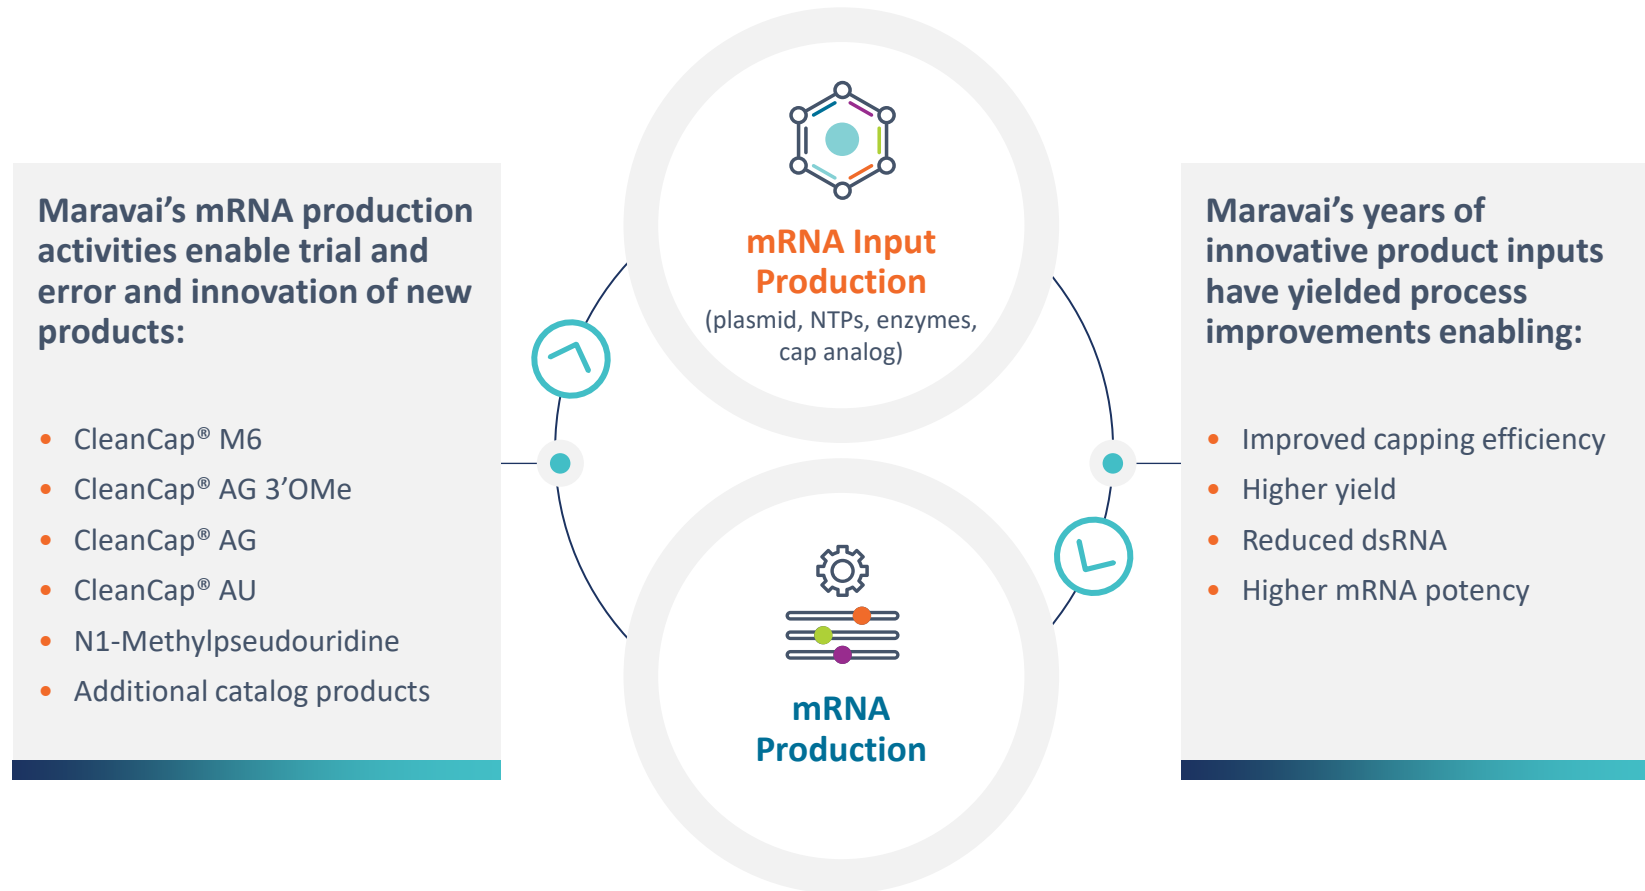 Maravai’s mRNA production
activities enable trial and
error and innovation of new
products:
• CleanCap® M6
• CleanCap® AG 3’OMe
• CleanCap® AG
• CleanCap® AU
• N1-Methylpseudouridine
• Additional catalog products
mRNA Input
Production
(plasmid, NTPs, enzymes,
cap analog)
mRNA
Production
Maravai’s years of
innovative product inputs
have yielded process
improvements enabling:
• Improved capping efficiency
• Higher yield
• Reduced dsRNA
• Higher mRNA potency